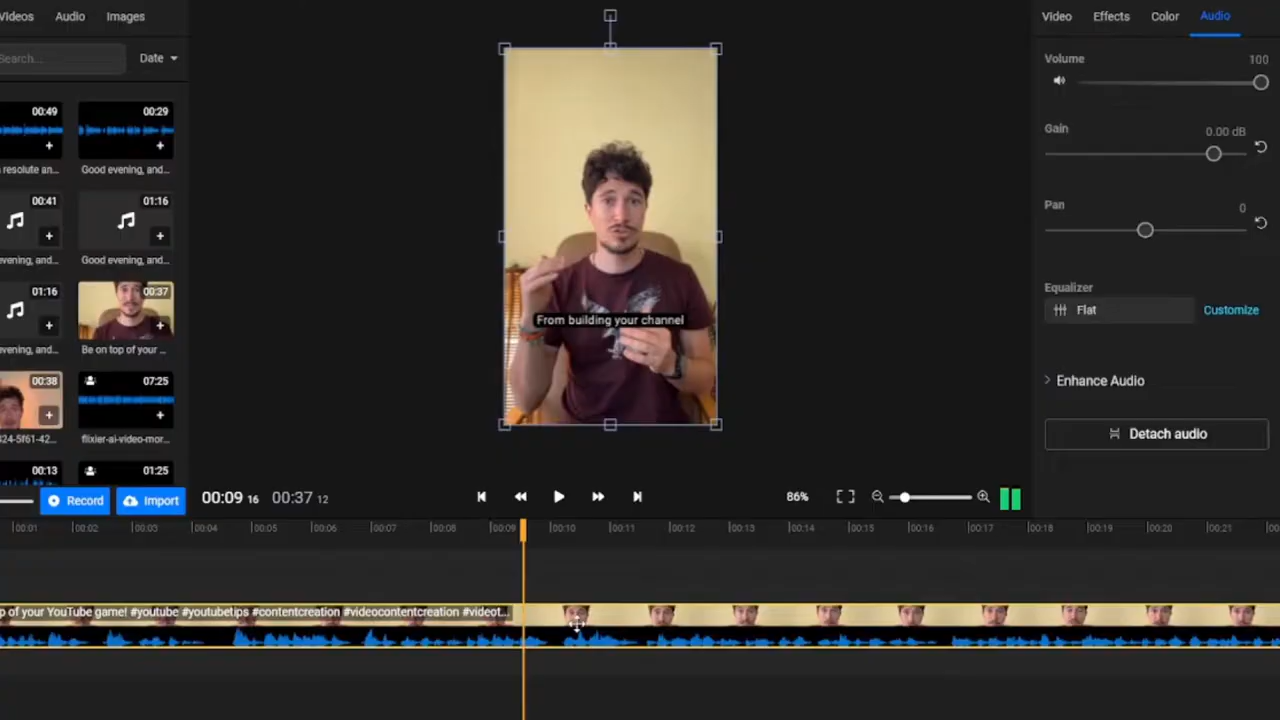 Videos Audio Images
Video Effects Color Audio
Search... Date
Volume 100
00:49 00:29
resolute an... Good evening, and...
Gain 0.00 dB
00:41 01:16
evening, and... Good evening, and...
Pan 0
01:16 00:37
evening, and... Be on top of your ...
Equalizer
Flat Customize
From building your channel
00:38 07:25
Enhance Audio
324-5f61-42... flixier-ai-video-mor...
Detach audio
00:13 01:25
Record Import 00:09 16 00:37 12 86%
00:01 00:02 00:03 00:04 00:05 00:06 00:07 00:08 00:09 00:10 00:11 00:12 00:13 00:14 00:15 00:16 00:17 00:18 00:19 00:20 00:21 00:
p of your YouTube game! #youtube #youtubetips #contentcreation #videocontentcreation #videot...